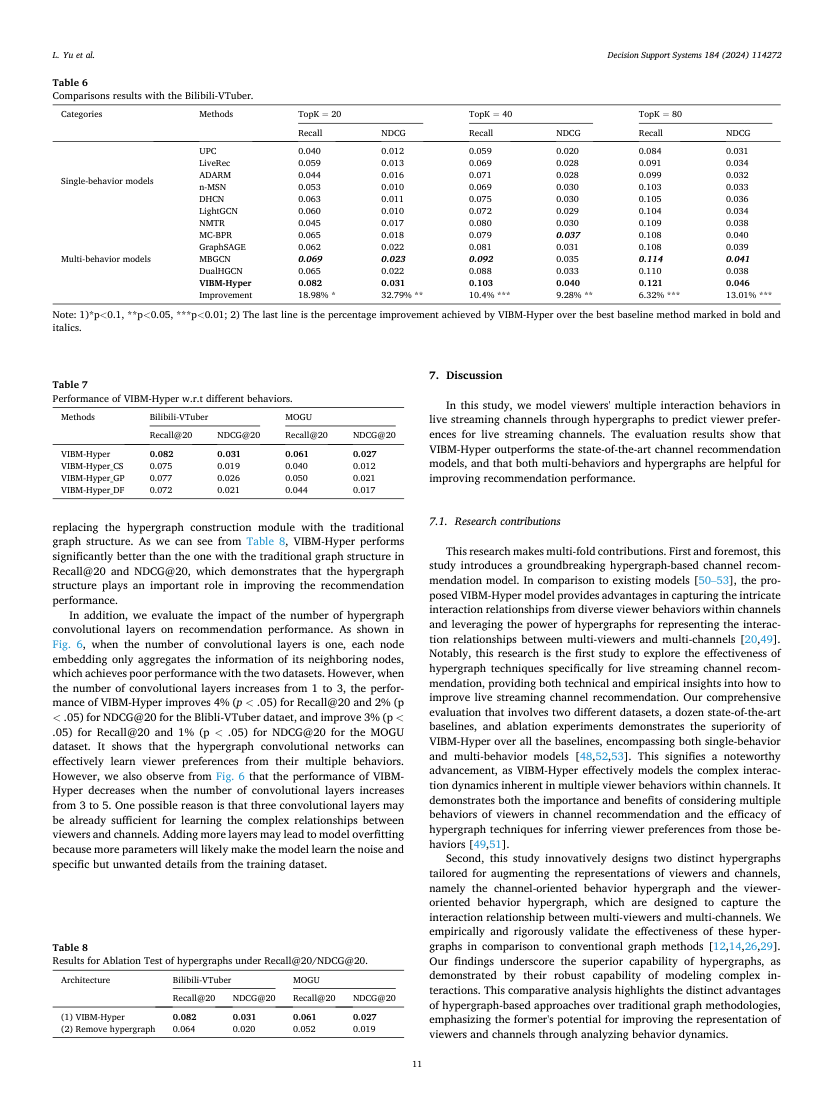 L. Yu et al.
Decision Support Systems 184 (2024) 114272
Table 6
Comparisons results with the Bilibili-VTuber.
Categories Methods TopK = 20 TopK = 40 TopK = 80
Recall NDCG Recall NDCG Recall NDCG
Single-behavior models
UPC 0.040 0.012 0.059 0.020 0.084 0.031
LiveRec 0.059 0.013 0.069 0.028 0.091 0.034
ADARM 0.044 0.016 0.071 0.028 0.099 0.032
n-MSN 0.053 0.010 0.069 0.030 0.103 0.033
DHCN 0.063 0.011 0.075 0.030 0.105 0.036
LightGCN 0.060 0.010 0.072 0.029 0.104 0.034
Multi-behavior models
NMTR 0.045 0.017 0.080 0.030 0.109 0.038
MC-BPR 0.065 0.018 0.079 0.037 0.108 0.040
GraphSAGE 0.062 0.022 0.081 0.031 0.108 0.039
MBGCN 0.069 0.023 0.092 0.035 0.114 0.041
DualHGCN 0.065 0.022 0.088 0.033 0.110 0.038
VIBM-Hyper 0.082 0.031 0.103 0.040 0.121 0.046
Improvement 18.98% * 32.79% ** 10.4% *** 9.28% ** 6.32% *** 13.01% ***
Note: 1)*p<0.1, **p<0.05, ***p<0.01; 2) The last line is the percentage improvement achieved by VIBM-Hyper over the best baseline method marked in bold and
italics.
Table 7
Performance of VIBM-Hyper w.r.t different behaviors.
Methods Bilibili-VTuber MOGU
Recall@20 NDCG@20 Recall@20 NDCG@20
VIBM-Hyper 0.082 0.031 0.061 0.027
VIBM-Hyper_CS 0.075 0.019 0.040 0.012
VIBM-Hyper_GP 0.077 0.026 0.050 0.021
VIBM-Hyper_DF 0.072 0.021 0.044 0.017
replacing the hypergraph construction module with the traditional
graph structure. As we can see from Table 8, VIBM-Hyper performs
significantly better than the one with the traditional graph structure in
Recall@20 and NDCG@20, which demonstrates that the hypergraph
structure plays an important role in improving the recommendation
performance.
In addition, we evaluate the impact of the number of hypergraph
convolutional layers on recommendation performance. As shown in
Fig. 6, when the number of convolutional layers is one, each node
embedding only aggregates the information of its neighboring nodes,
which achieves poor performance with the two datasets. However, when
the number of convolutional layers increases from 1 to 3, the perfor-
mance of VIBM-Hyper improves 4% (p < .05) for Recall@20 and 2% (p
< .05) for NDCG@20 for the Blibli-VTuber dataet, and improve 3% (p <
.05) for Recall@20 and 1% (p < .05) for NDCG@20 for the MOGU
dataset. It shows that the hypergraph convolutional networks can
effectively learn viewer preferences from their multiple behaviors.
However, we also observe from Fig. 6 that the performance of VIBM-
Hyper decreases when the number of convolutional layers increases
from 3 to 5. One possible reason is that three convolutional layers may
be already sufficient for learning the complex relationships between
viewers and channels. Adding more layers may lead to model overfitting
because more parameters will likely make the model learn the noise and
specific but unwanted details from the training dataset.
Table 8
Results for Ablation Test of hypergraphs under Recall@20/NDCG@20.
Architecture Bilibili-VTuber MOGU
Recall@20 NDCG@20 Recall@20 NDCG@20
(1) VIBM-Hyper 0.082 0.031 0.061 0.027
(2) Remove hypergraph 0.064 0.020 0.052 0.019
7. Discussion
In this study, we model viewers' multiple interaction behaviors in
live streaming channels through hypergraphs to predict viewer prefer-
ences for live streaming channels. The evaluation results show that
VIBM-Hyper outperforms the state-of-the-art channel recommendation
models, and that both multi-behaviors and hypergraphs are helpful for
improving recommendation performance.
7.1. Research contributions
This research makes multi-fold contributions. First and foremost, this
study introduces a groundbreaking hypergraph-based channel recom-
mendation model. In comparison to existing models [50–53], the pro-
posed VIBM-Hyper model provides advantages in capturing the intricate
interaction relationships from diverse viewer behaviors within channels
and leveraging the power of hypergraphs for representing the interac-
tion relationships between multi-viewers and multi-channels [20,49].
Notably, this research is the first study to explore the effectiveness of
hypergraph techniques specifically for live streaming channel recom-
mendation, providing both technical and empirical insights into how to
improve live streaming channel recommendation. Our comprehensive
evaluation that involves two different datasets, a dozen state-of-the-art
baselines, and ablation experiments demonstrates the superiority of
VIBM-Hyper over all the baselines, encompassing both single-behavior
and multi-behavior models [48,52,53]. This signifies a noteworthy
advancement, as VIBM-Hyper effectively models the complex interac-
tion dynamics inherent in multiple viewer behaviors within channels. It
demonstrates both the importance and benefits of considering multiple
behaviors of viewers in channel recommendation and the efficacy of
hypergraph techniques for inferring viewer preferences from those be-
haviors [49,51].
Second, this study innovatively designs two distinct hypergraphs
tailored for augmenting the representations of viewers and channels,
namely the channel-oriented behavior hypergraph and the viewer-
oriented behavior hypergraph, which are designed to capture the
interaction relationship between multi-viewers and multi-channels. We
empirically and rigorously validate the effectiveness of these hyper-
graphs in comparison to conventional graph methods [12,14,26,29].
Our findings underscore the superior capability of hypergraphs, as
demonstrated by their robust capability of modeling complex in-
teractions. This comparative analysis highlights the distinct advantages
of hypergraph-based approaches over traditional graph methodologies,
emphasizing the former's potential for improving the representation of
viewers and channels through analyzing behavior dynamics.
11